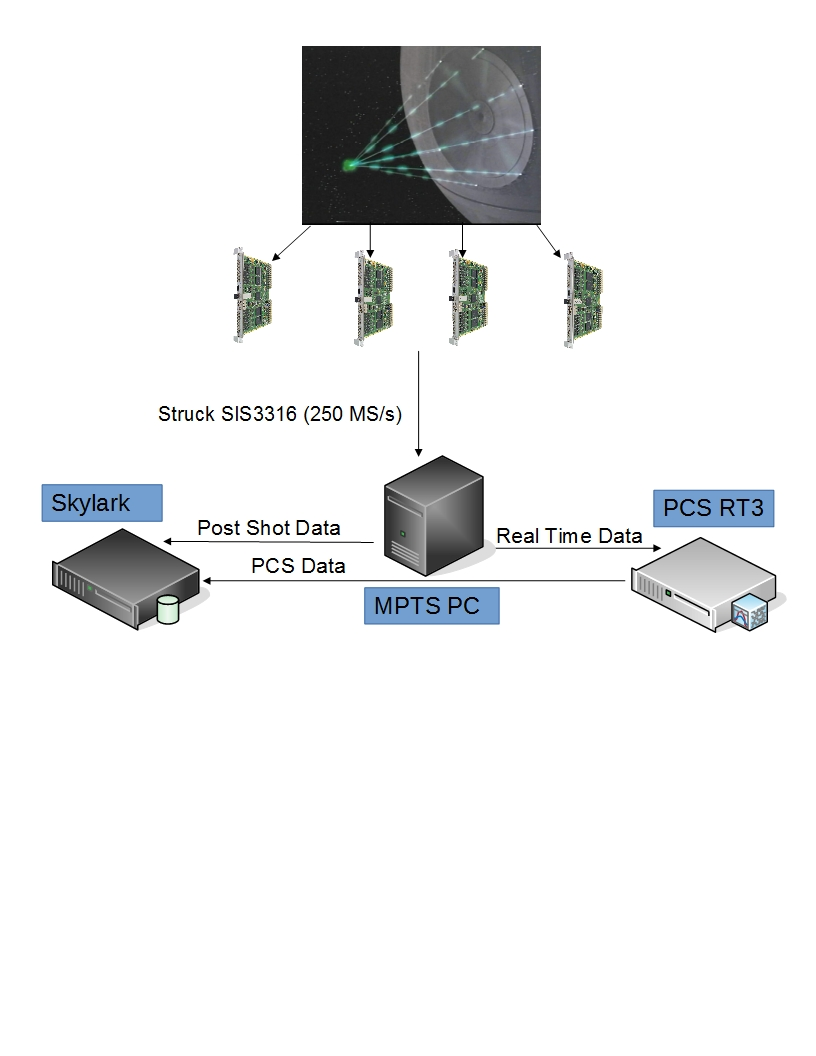 Struck SIS3316 (250 MS/s)
Skylark
PCS RT3
Post Shot Data
Real Time Data
PCS Data
MPTS PC